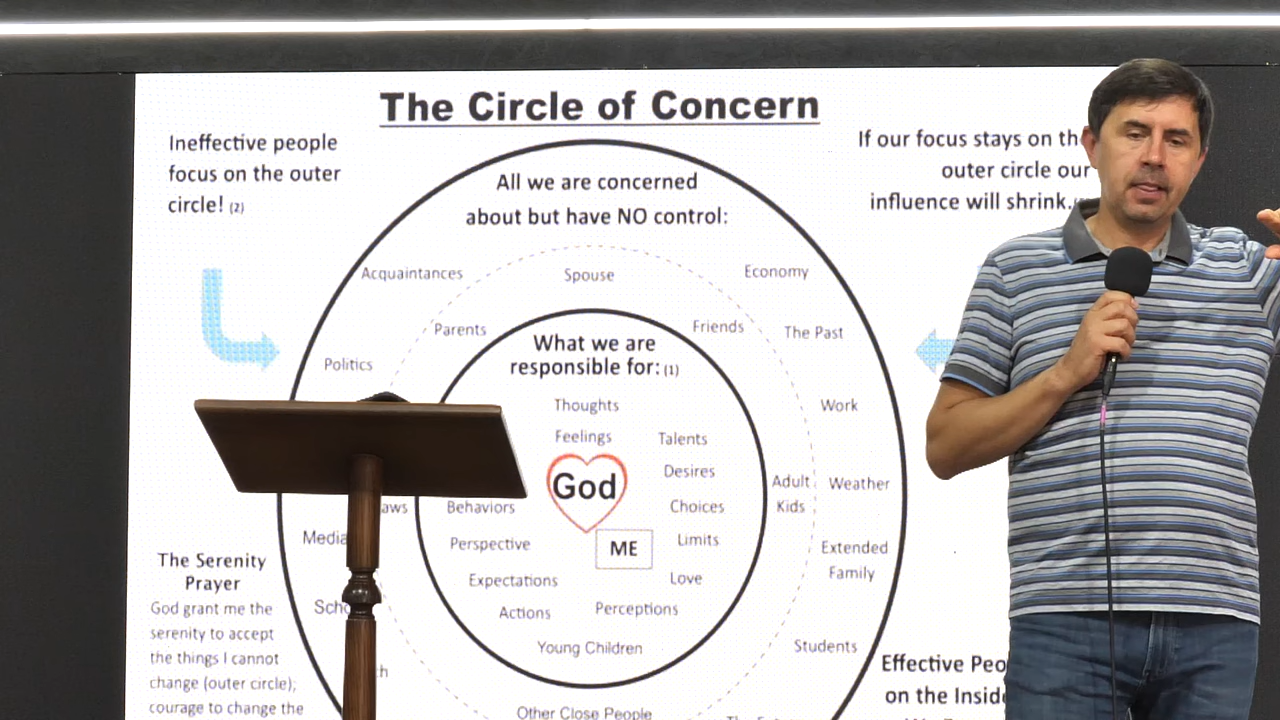 The Circle of Concern
Ineffective people
focus on the outer
circle! (2)
If our focus stays on
outer circle our
influence will shrink.
All we are concerned
about but have NO control:
Acquaintances
Spouse
Economy
Parents
Friends
The Past
Politics
What we are
responsible for: (1)
Thoughts
Work
Feelings
Talents
Desires
God
Adult
Kids
Weather
Behaviors
Choices
Media
Perspective
ME
Limits
Extended
Family
Expectations
Love
Actions
Perceptions
Young Children
Students
Other Close People
The Serenity
Prayer
God grant me the
serenity to accept
the things I cannot
change (outer circle);
courage to change the
Effective
on the